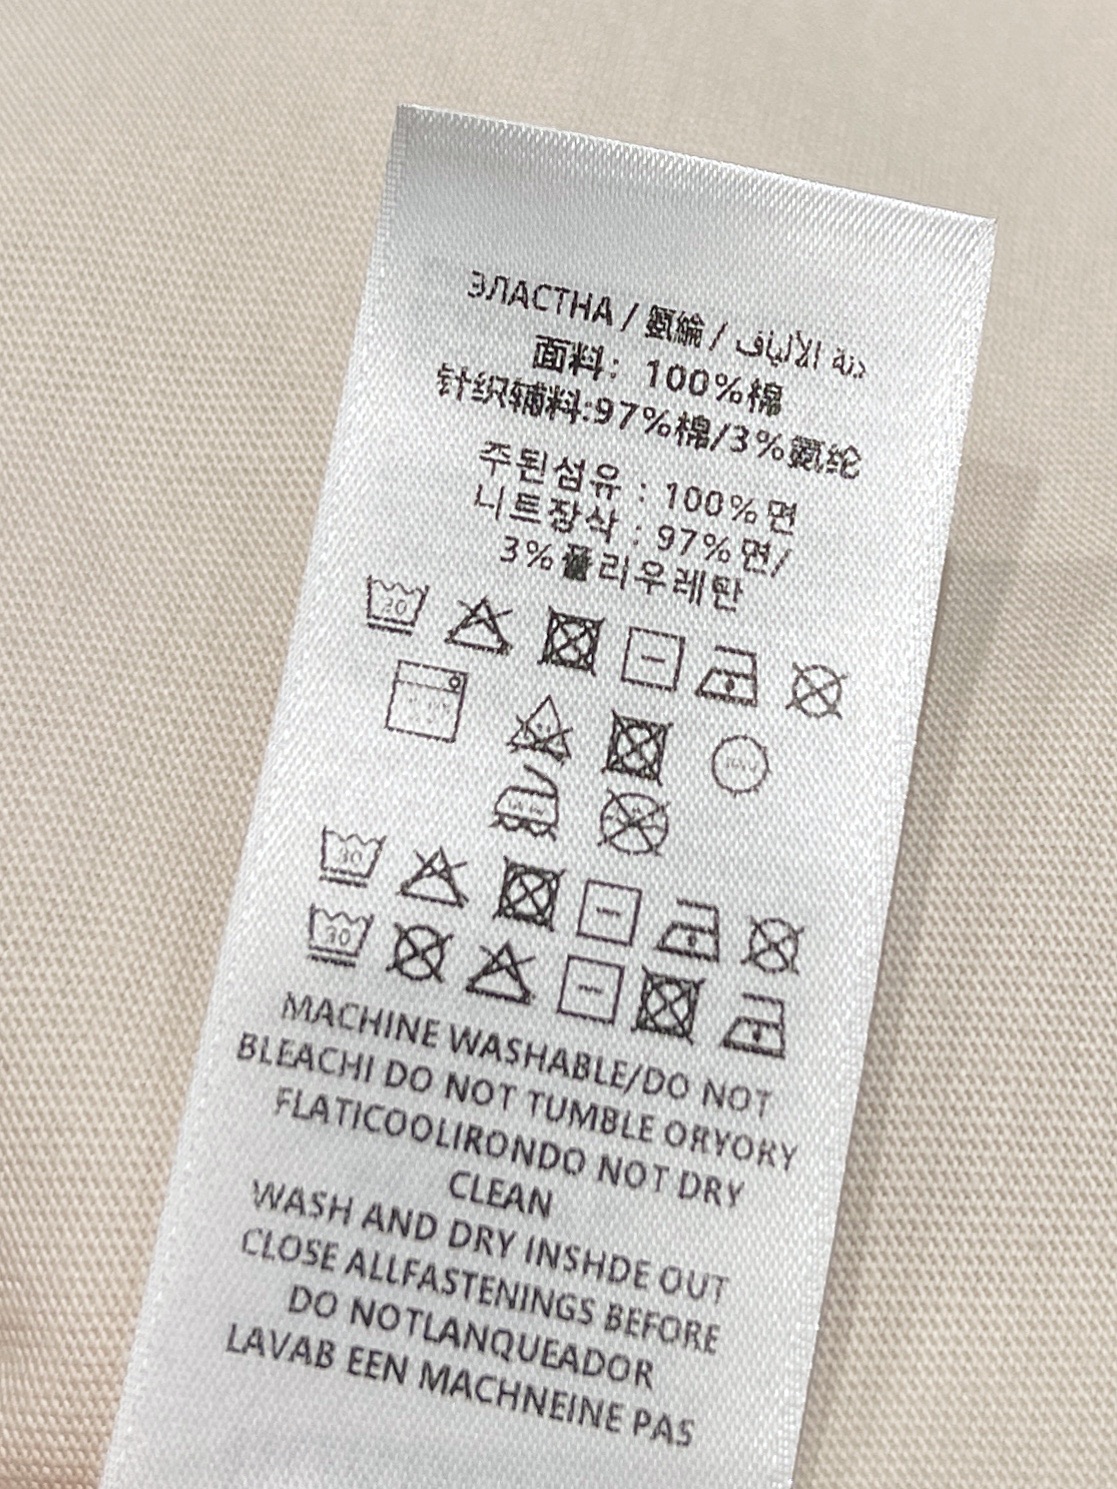 ЭЛАСТНА / 氨綸 /
面料: 100%棉
针织辅料:97%棉/3%氨纶
주된섬유 : 100%면
니트장식 : 97%면/
3%폴리우레탄
30
30
30
MACHINE WASHABLE/DO NOT
BLEACHI DO NOT TUMBLE ORYORY
FLATICOOLIRONDO NOT DRY
CLEAN
WASH AND DRY INSHDE OUT
CLOSE ALLFASTENINGS BEFORE
DO NOTLANQUEADOR
LAVAB EEN MACHNEINE PAS